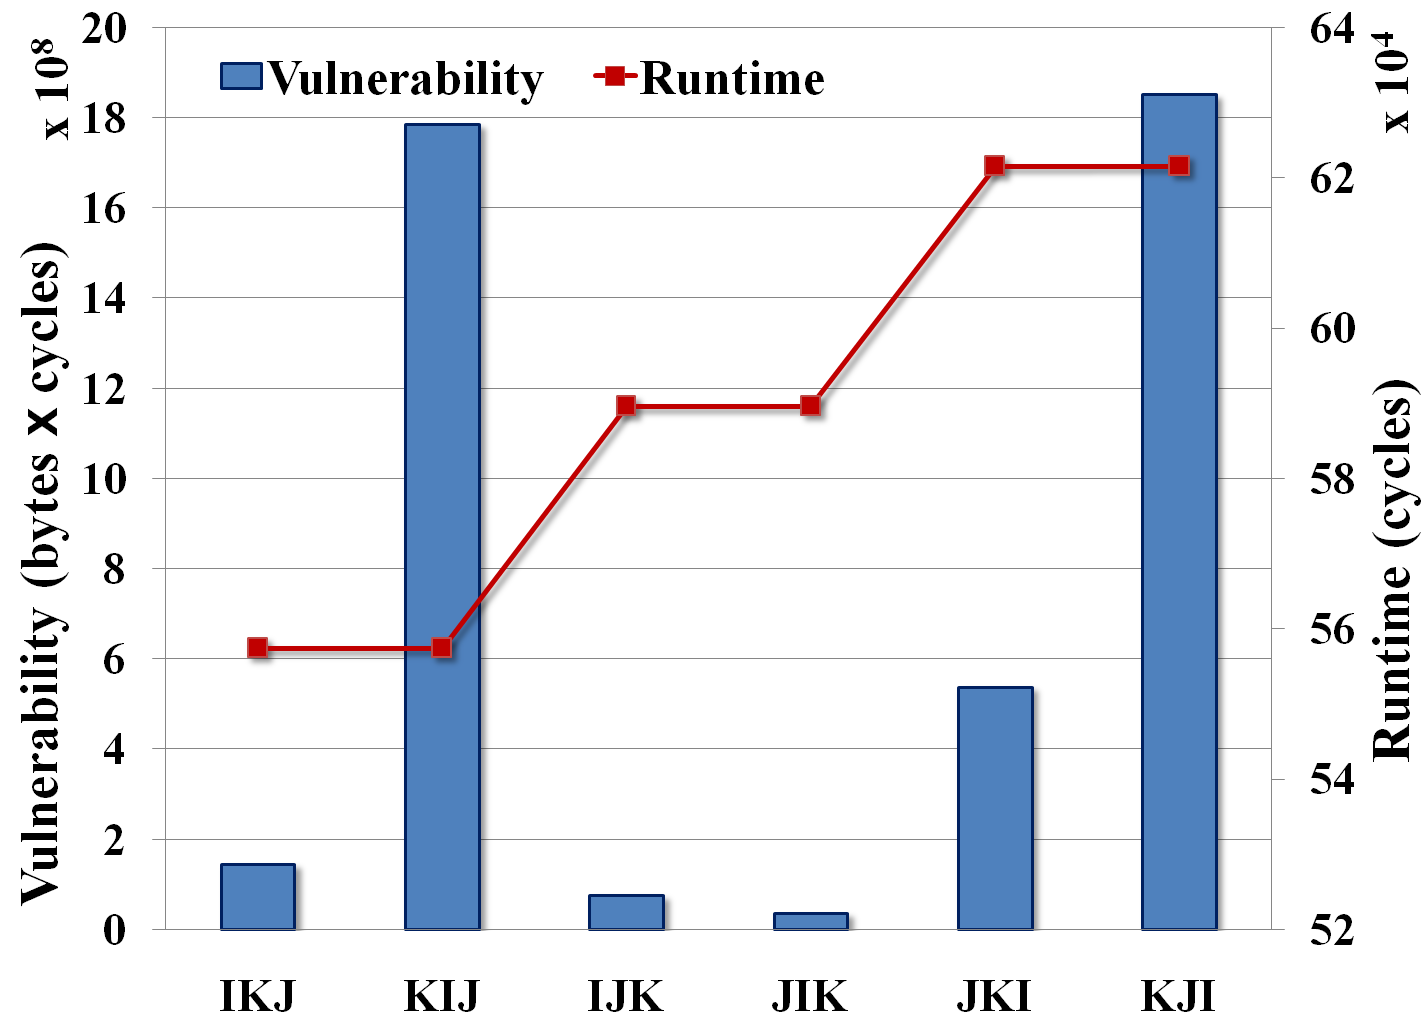 x 10⁸
x 10⁴
Vulnerability
Runtime
Vulnerability (bytes x cycles)
20
18
16
14
12
10
8
6
4
2
0
64
62
60
58
56
54
52
Runtime (cycles)
IKJ KIJ IJK JIK JKI KJI